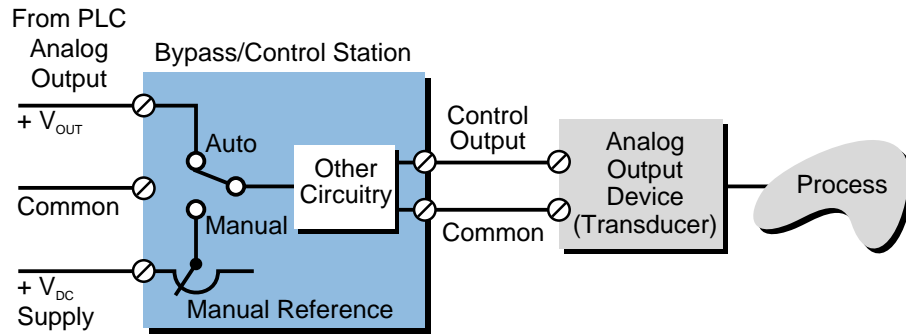 From PLC
Analog
Output
Bypass/Control Station
+ VOUT
Auto
Common
Manual
+ VDC
Supply
Manual Reference
Other
Circuitry
Control
Output
Common
Analog
Output
Device
(Transducer)
Process